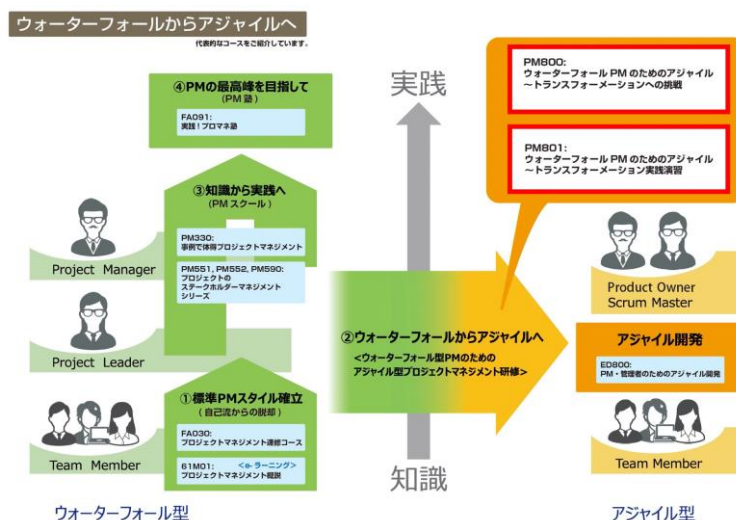 ウォーターフォールからアジャイルへ
代表的なコースをご紹介しています。
④PMの最高峰を目指して
(PM 塾)
FA091:
実践！プロマネ塾
③知識から実践へ
(PMスクール)
PM330:
事例で体得プロジェクトマネジメント
PM551, PM552, PM590:
プロジェクトの
ステークホルダーマネジメント
シリーズ
Project Manager
Project Leader
①標準PMスタイル確立
(自己流からの脱却)
FA030:
プロジェクトマネジメント速修コース
61M01: <e-ラーニング>
プロジェクトマネジメント概説
Team Member
ウォーターフォール型
実践
②ウォーターフォールからアジャイルへ
<ウォーターフォール型PMのための
アジャイル型プロジェクトマネジメント研修>
知識
PM800:
ウォーターフォール PM のためのアジャイル
～トランスフォーメーションへの挑戦
PM801:
ウォーターフォール PM のためのアジャイル
～トランスフォーメーション実践演習
Product Owner
Scrum Master
アジャイル開発
ED800:
PM・管理者のためのアジャイル開発
Team Member
アジャイル型